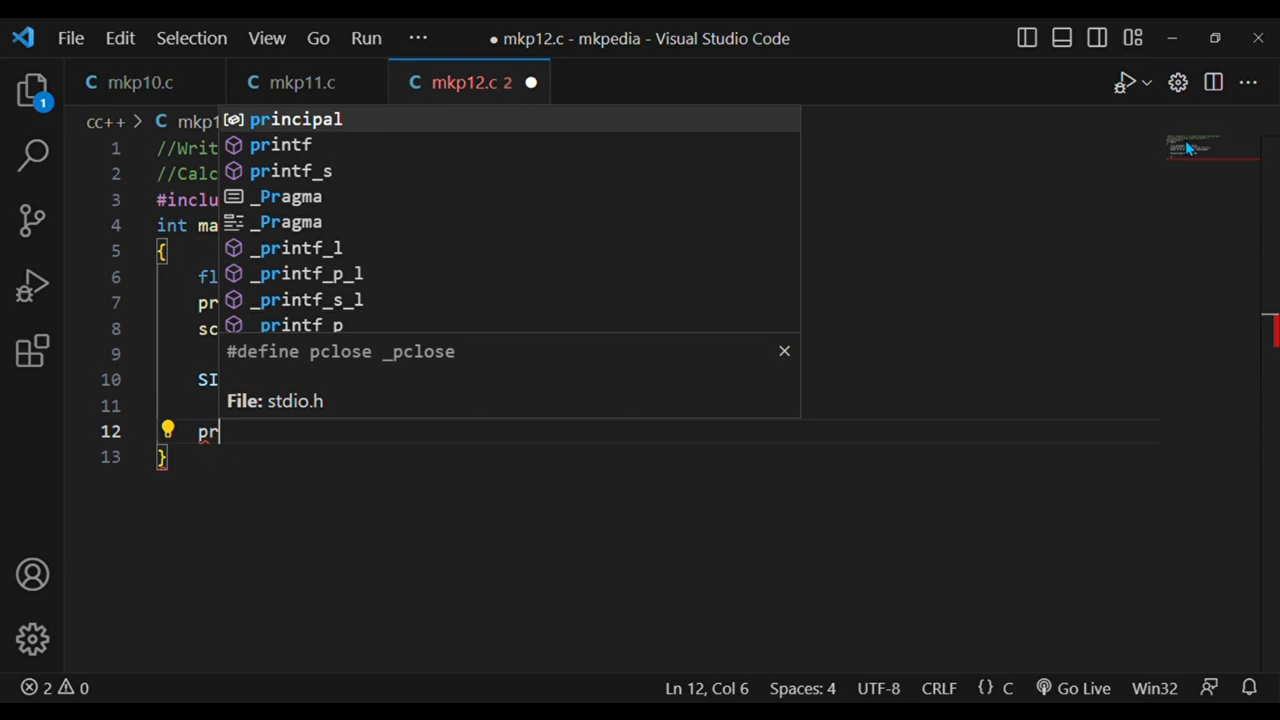 File Edit Selection View Go Run ··· ● mkp12.c - mkpedia - Visual Studio Code
C mkp10.c C mkp11.c C mkp12.c 2 ●
1
cc++ > C mkp1
principal
1 //Writ printf
2 //Calc printf_s
3 #inclu _Pragma
4 int ma _Pragma
5 { _printf_l
6 fl _printf_p_l
7 pr _printf_s_l
8 sc _printf_p
9 #define pclose _pclose
10 SI
11 File: stdio.h
12 pr
13 }
2 0 Ln 12, Col 6 Spaces: 4 UTF-8 CRLF {} C Go Live Win32